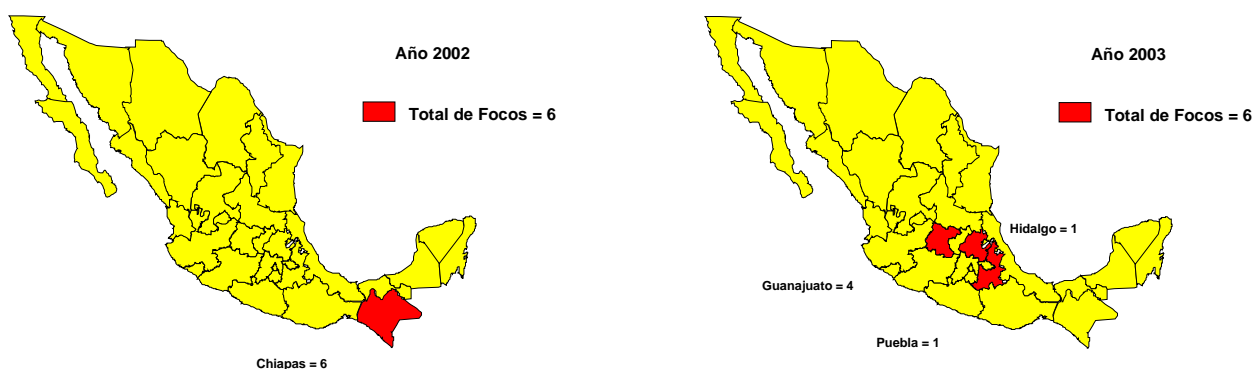 Año 2002
Total de Focos = 6
Chiapas = 6
Año 2003
Total de Focos = 6
Hidalgo = 1
Guanajuato = 4
Puebla = 1